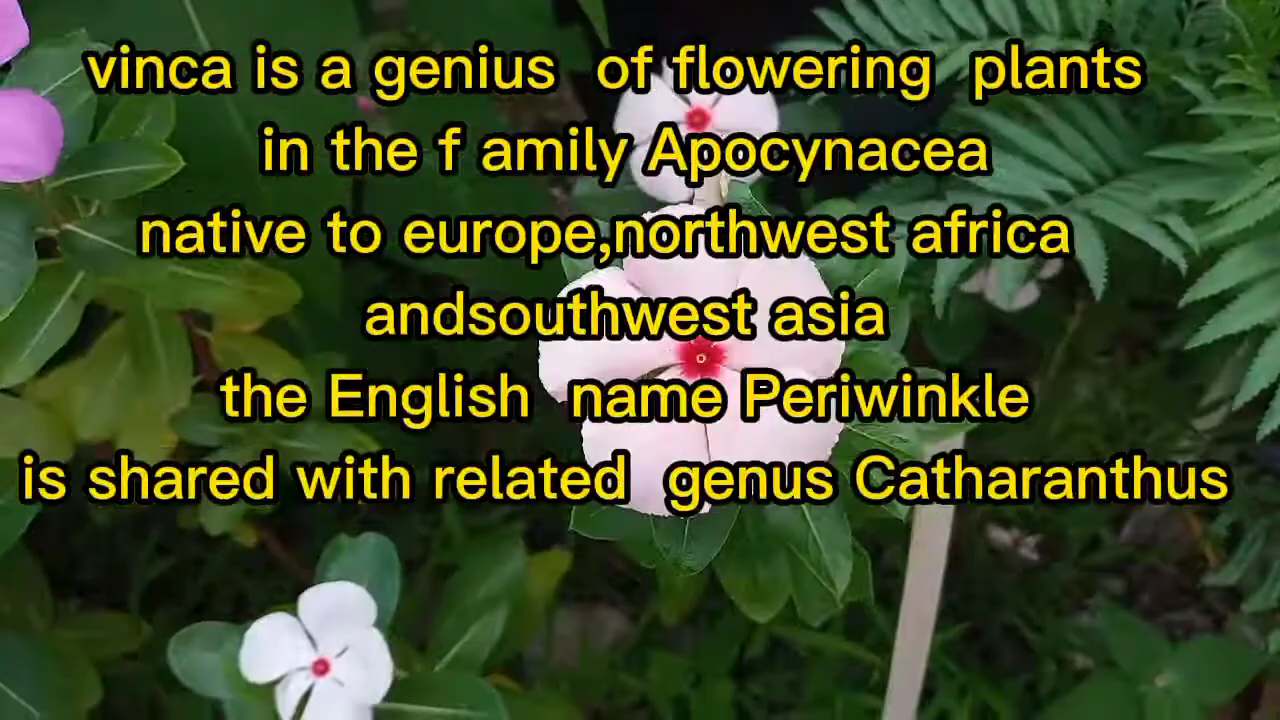 vinca is a genius of flowering plants
in the f amily Apocynacea
native to europe,northwest africa
andsouthwest asia
the English name Periwinkle
is shared with related genus Catharanthus